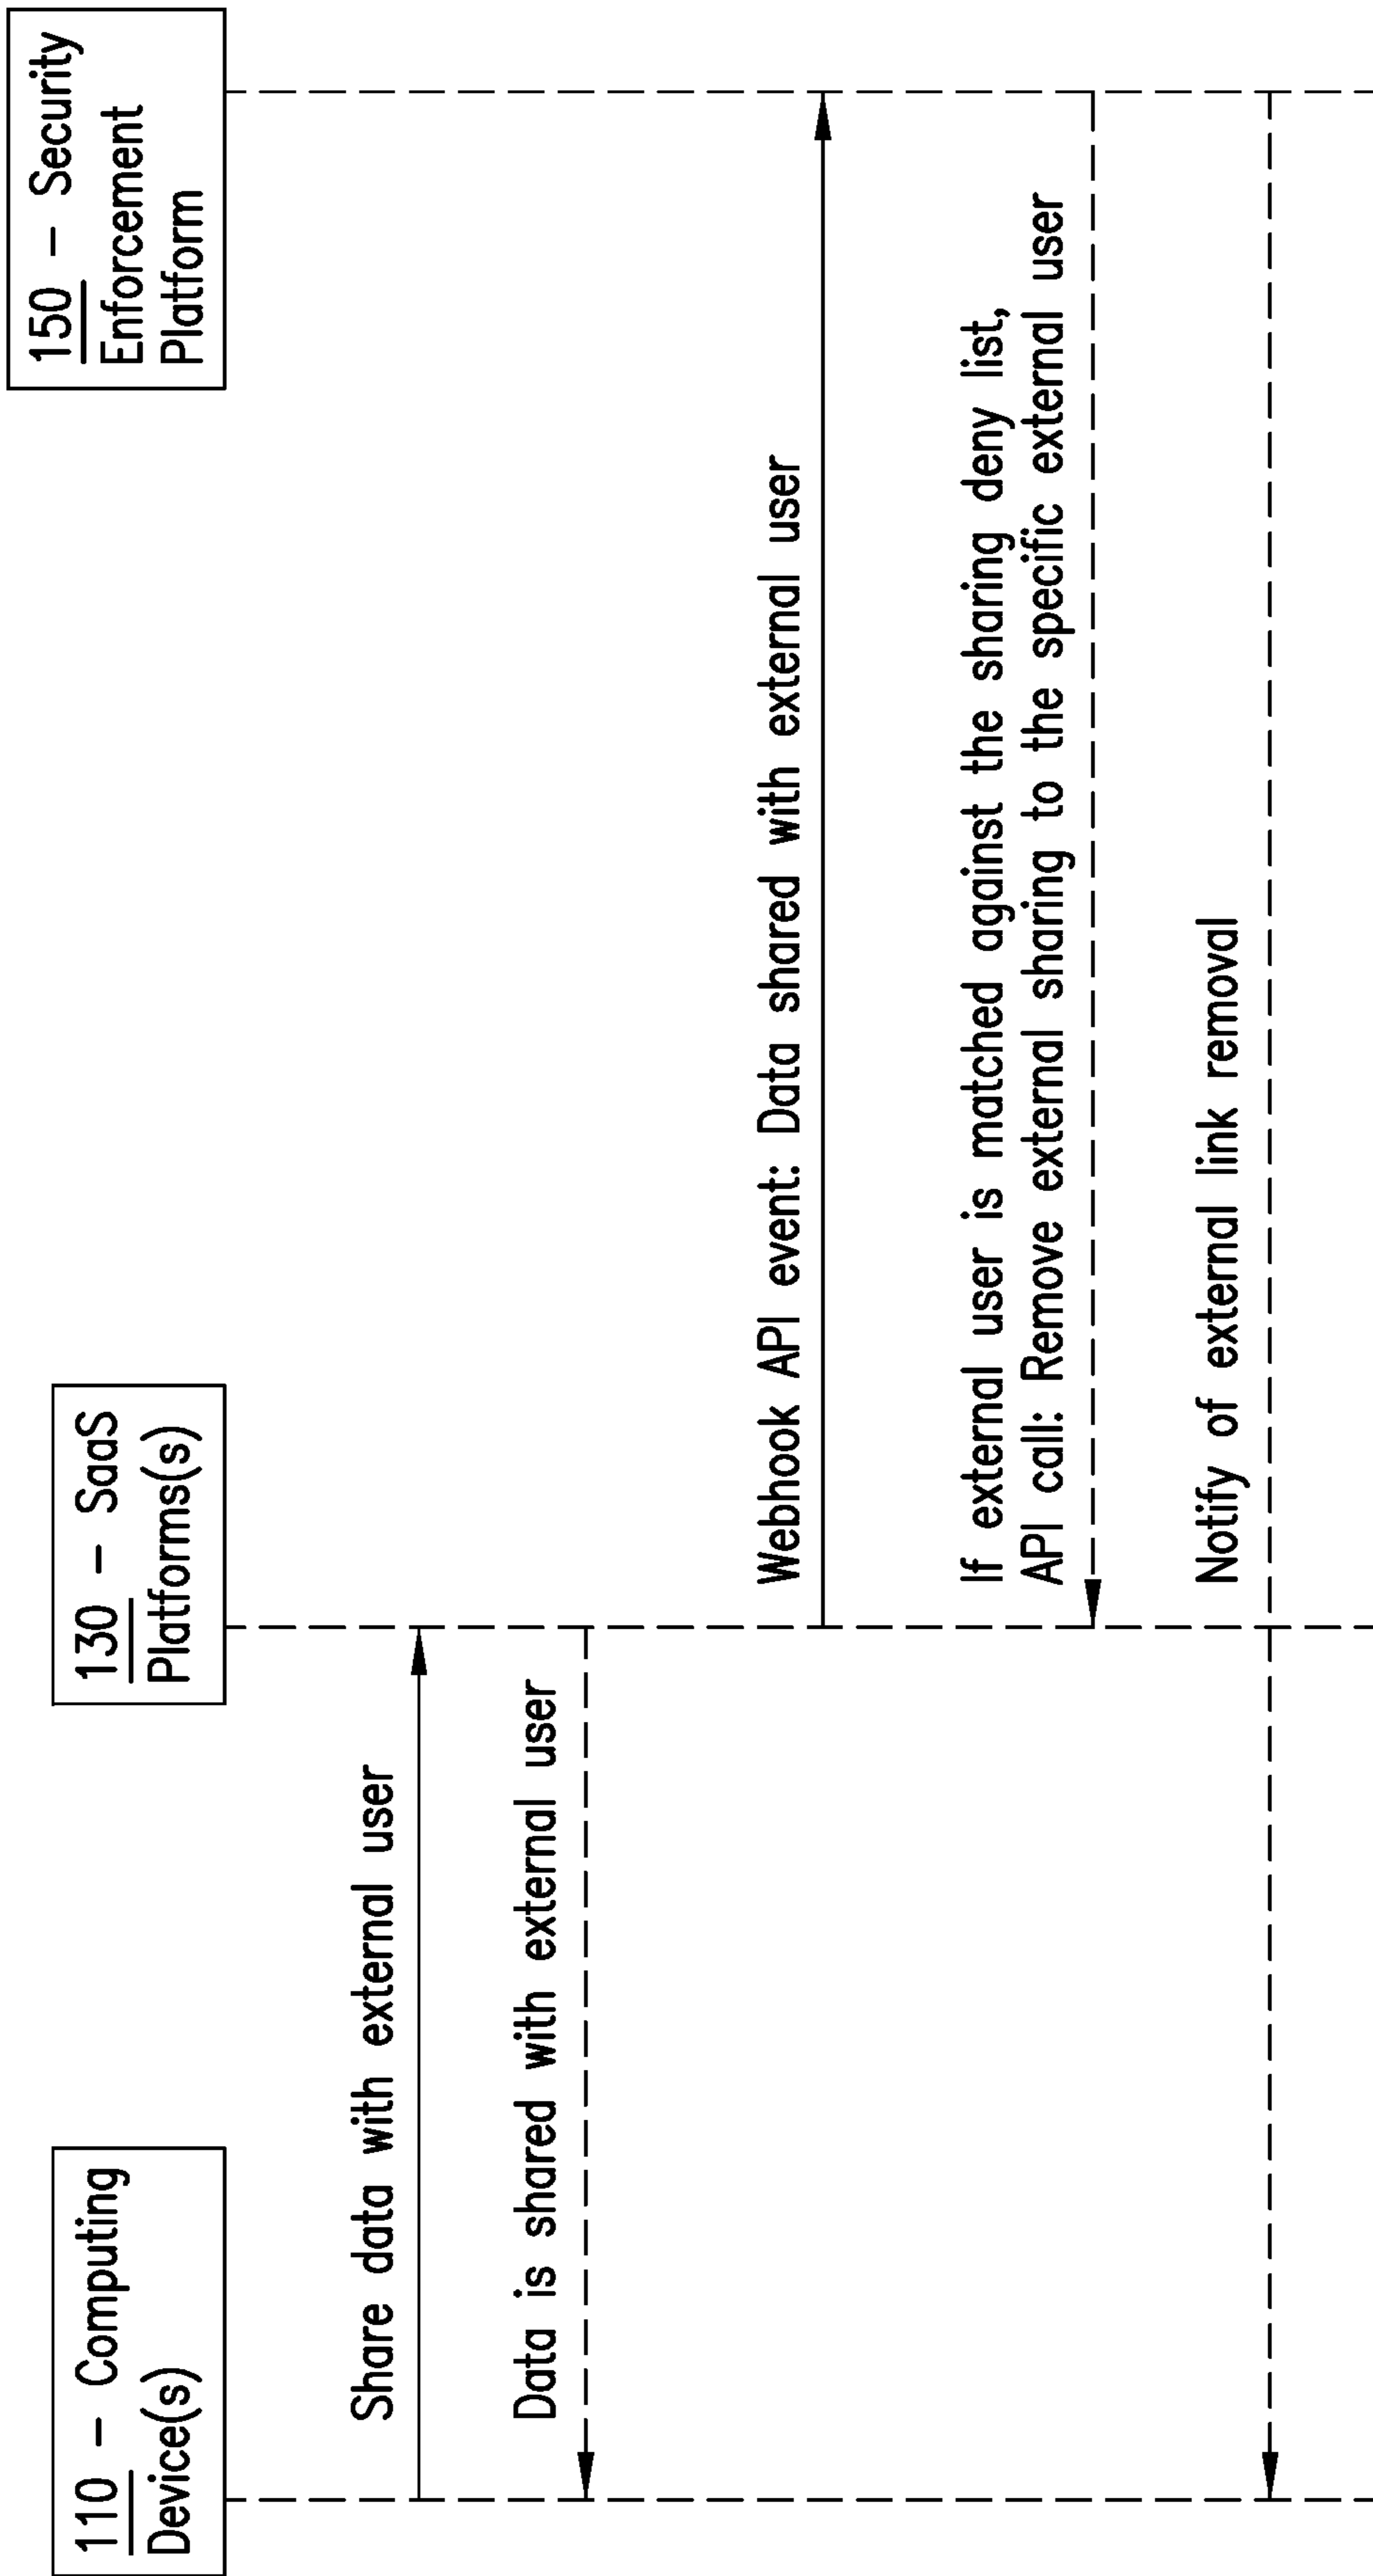 110 - Computing
Device(s)
130 - SaaS
Platforms(s)
150 - Security
Enforcement
Platform
Share data with external user
Data is shared with external user
Webhook API event: Data shared with external user
If external user is matched against the sharing deny list,
API call: Remove external sharing to the specific external user
Notify of external link removal